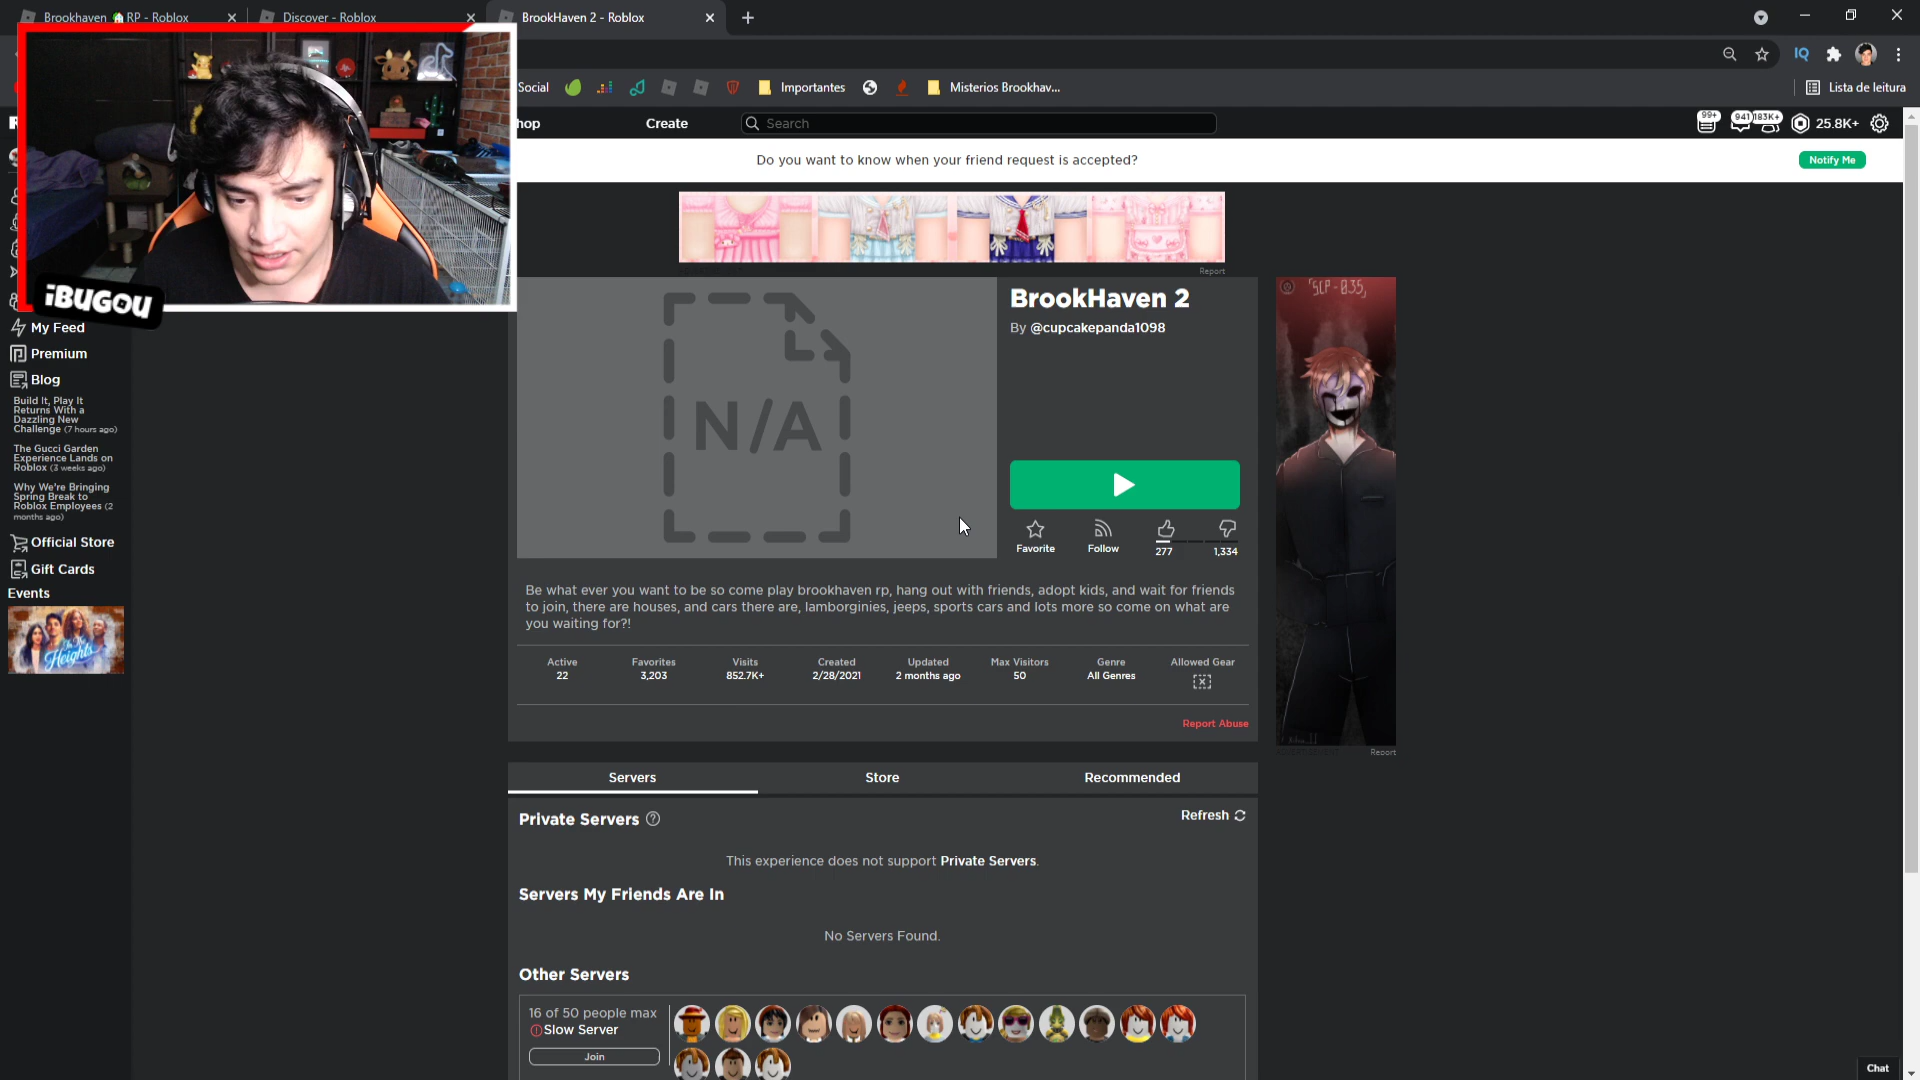 Brookhaven RP - Roblox
Discover - Roblox
BrookHaven 2 - Roblox
Social
Importantes
Misterios Brookhav...
Lista de leitura
hop
Create
Search
99+
941
183K+
25.8K+
Do you want to know when your friend request is accepted?
Notify Me
Report
iBUGOU
My Feed
Premium
Blog
Build It, Play It
Returns With a
Dazzling New
Challenge (7 hours ago)
The Gucci Garden
Experience Lands on
Roblox (3 weeks ago)
Why We're Bringing
Spring Break to
Roblox Employees (2
months ago)
Official Store
Gift Cards
Events
In The
Heights
N/A
BrookHaven 2
By @cupcakepanda1098
Favorite
Follow
277
1,334
"SCP-035"
Be what ever you want to be so come play brookhaven rp, hang out with friends, adopt kids, and wait for friends
to join, there are houses, and cars there are, lamborginies, jeeps, sports cars and lots more so come on what are
you waiting for?!
Active
22
Favorites
3,203
Visits
852.7K+
Created
2/28/2021
Updated
2 months ago
Max Visitors
50
Genre
All Genres
Allowed Gear
Report Abuse
Report
Servers
Store
Recommended
Private Servers
Refresh
This experience does not support Private Servers.
Servers My Friends Are In
No Servers Found.
Other Servers
16 of 50 people max
Slow Server
Join
Chat